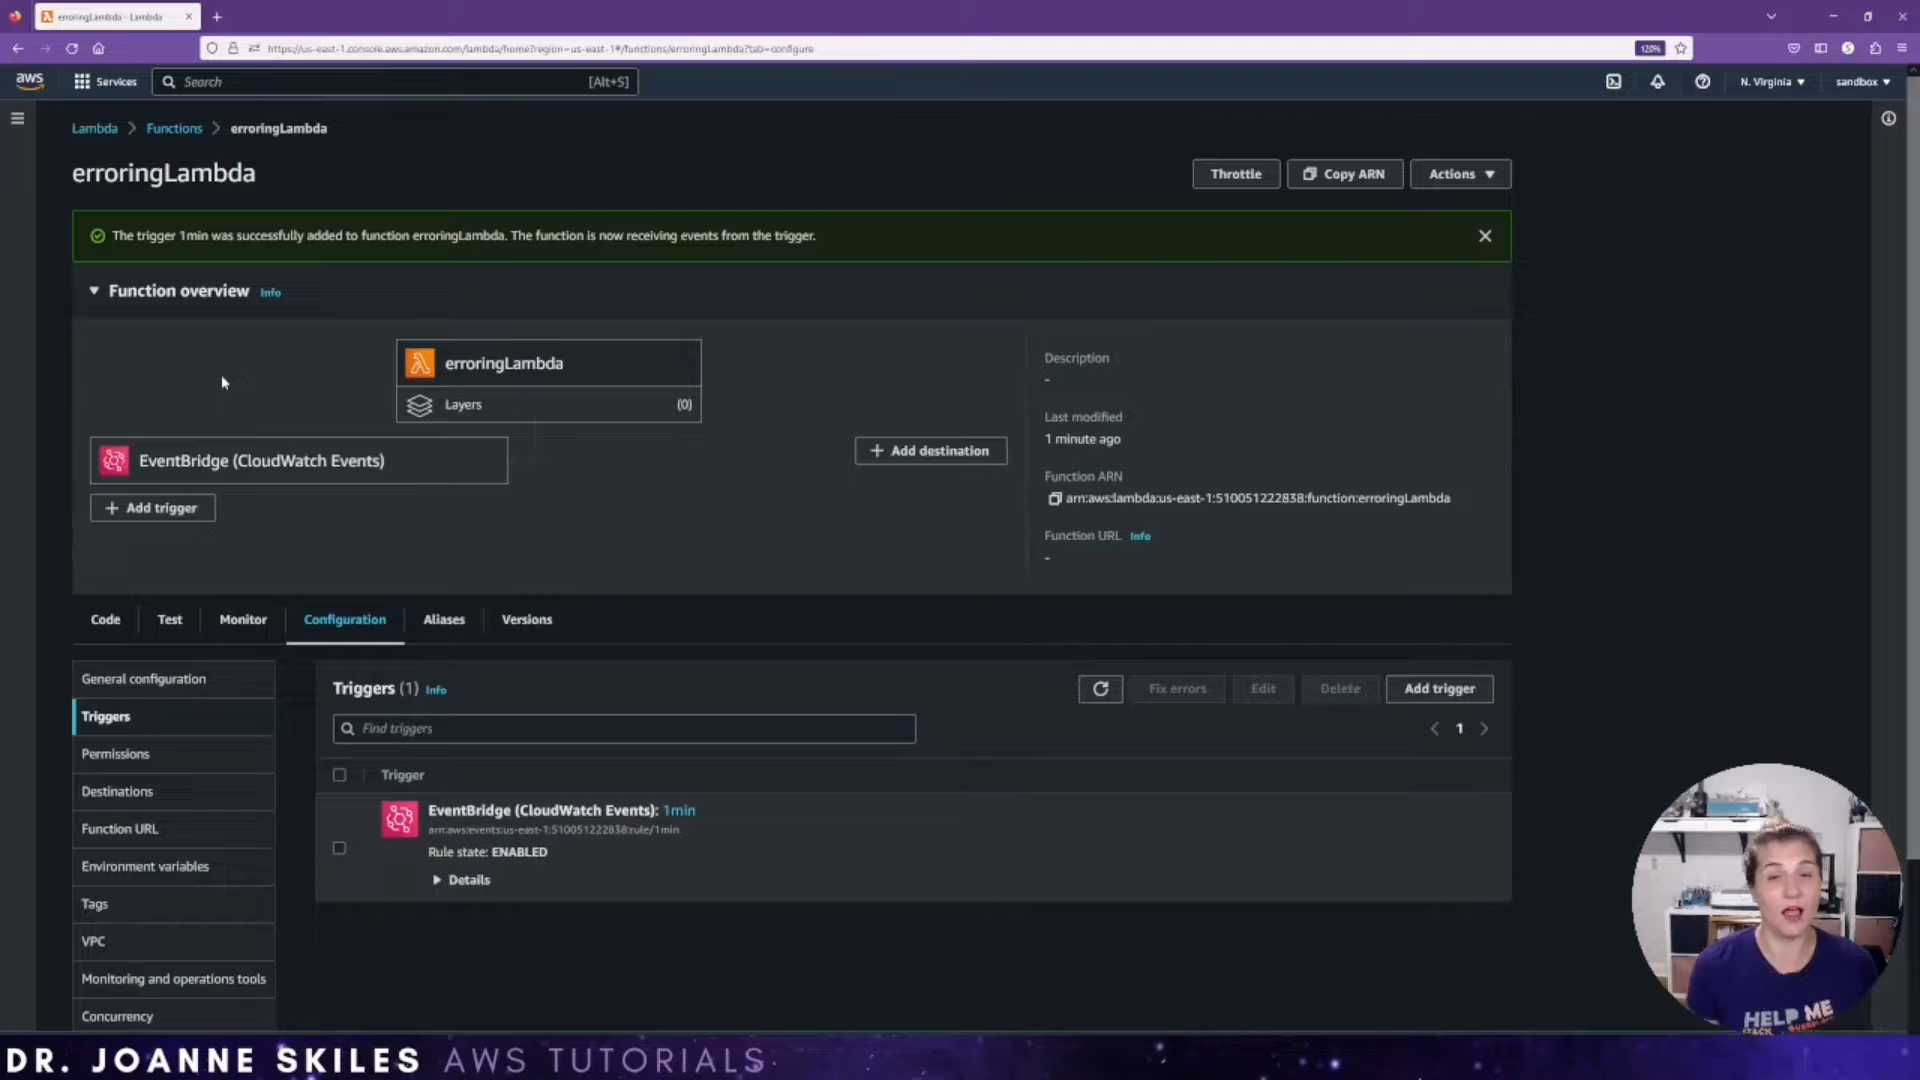 erroringLambda - Lambda
https://us-east-1.console.aws.amazon.com/lambda/home?region=us-east-1#/functions/erroringLambda?tab=configure
120%
aws
Services
Search
[Alt+S]
N. Virginia
sandbox
Lambda
Functions
erroringLambda
erroringLambda
Throttle
Copy ARN
Actions
The trigger 1min was successfully added to function erroringLambda. The function is now receiving events from the trigger.
Function overview Info
erroringLambda
Layers (0)
EventBridge (CloudWatch Events)
Add trigger
Add destination
Description
-
Last modified
1 minute ago
Function ARN
arn:aws:lambda:us-east-1:510051222838:function:erroringLambda
Function URL Info
-
Code
Test
Monitor
Configuration
Aliases
Versions
General configuration
Triggers
Permissions
Destinations
Function URL
Environment variables
Tags
VPC
Monitoring and operations tools
Concurrency
Triggers (1) Info
Fix errors
Edit
Delete
Add trigger
Find triggers
1
Trigger
EventBridge (CloudWatch Events): 1min
arn:aws:events:us-east-1:510051222838:rule/1min
Rule state: ENABLED
Details
HELP ME
STACK
DR. JOANNE SKILES AWS TUTORIALS